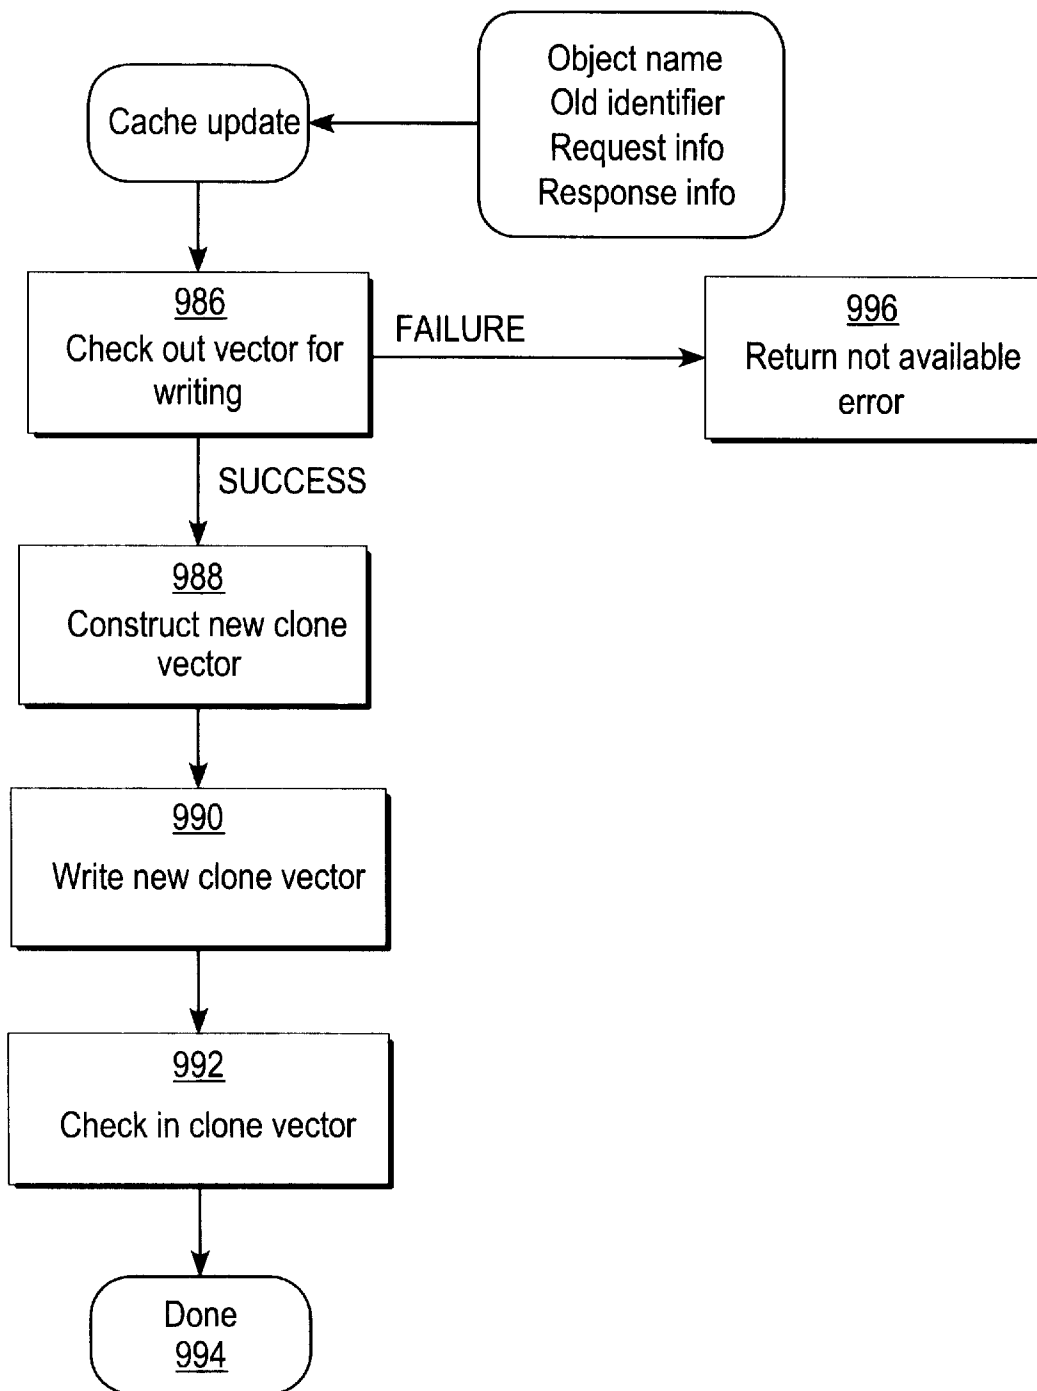 Object name
Old identifier
Request info
Response info
Cache update
986
Check out vector for
writing
FAILURE
996
Return not available
error
SUCCESS
988
Construct new clone
vector
990
Write new clone vector
992
Check in clone vector
Done
994